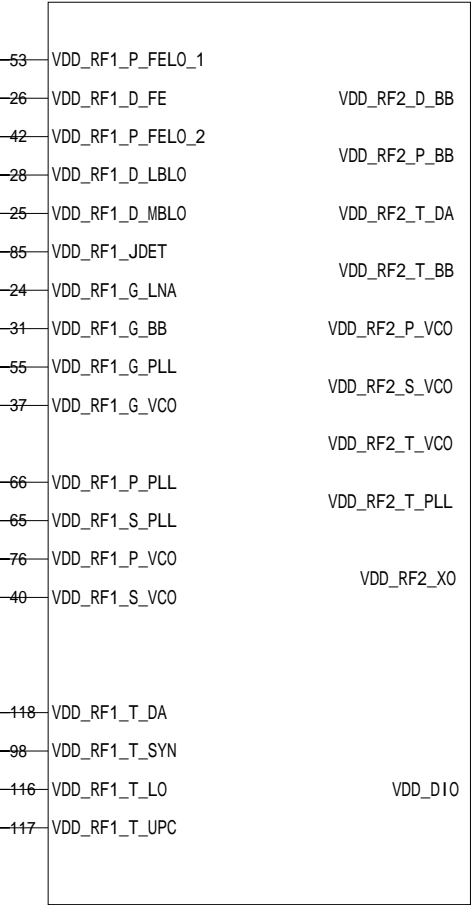 53 VDD_RF1_P_FELO_1
26 VDD_RF1_D_FE VDD_RF2_D_BB
42 VDD_RF1_P_FELO_2
VDD_RF2_P_BB
28 VDD_RF1_D_LBLO
25 VDD_RF1_D_MBLO VDD_RF2_T_DA
85 VDD_RF1_JDET
VDD_RF2_T_BB
24 VDD_RF1_G_LNA
31 VDD_RF1_G_BB VDD_RF2_P_VCO
55 VDD_RF1_G_PLL
VDD_RF2_S_VCO
37 VDD_RF1_G_VCO
VDD_RF2_T_VCO
66 VDD_RF1_P_PLL
VDD_RF2_T_PLL
65 VDD_RF1_S_PLL
76 VDD_RF1_P_VCO
VDD_RF2_XO
40 VDD_RF1_S_VCO
118 VDD_RF1_T_DA
98 VDD_RF1_T_SYN
116 VDD_RF1_T_LO VDD_DIO
117 VDD_RF1_T_UPC